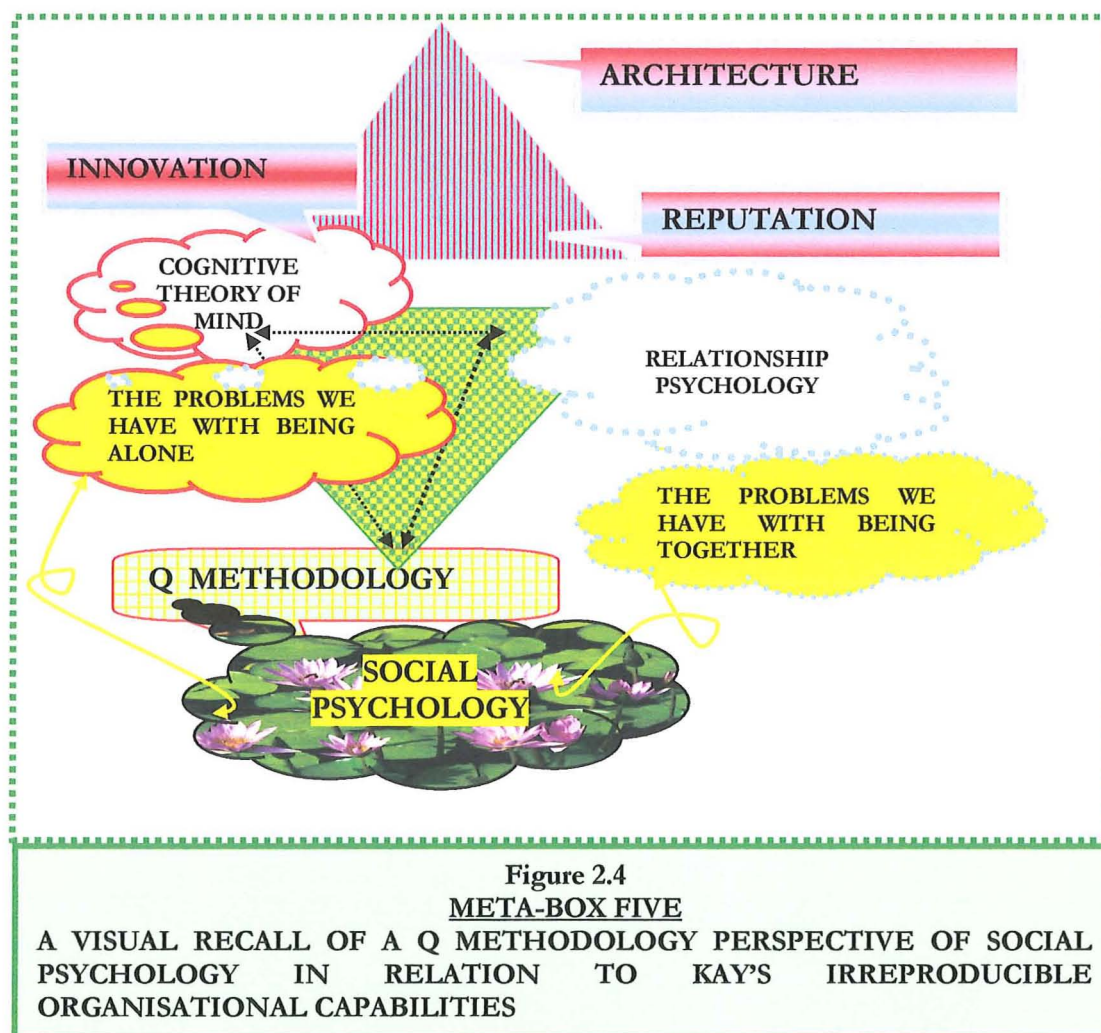 ARCHITECTURE
INNOVATION
REPUTATION
COGNITIVE
THEORY OF
MIND
RELATIONSHIP
PSYCHOLOGY
THE PROBLEMS WE
HAVE WITH BEING
ALONE
THE PROBLEMS WE
HAVE WITH BEING
TOGETHER
Q METHODOLOGY
SOCIAL
PSYCHOLOGY
Figure 2.4
META-BOX FIVE
A VISUAL RECALL OF A Q METHODOLOGY PERSPECTIVE OF SOCIAL
PSYCHOLOGY IN RELATION TO KAY'S IRREPRODUCIBLE
ORGANISATIONAL CAPABILITIES